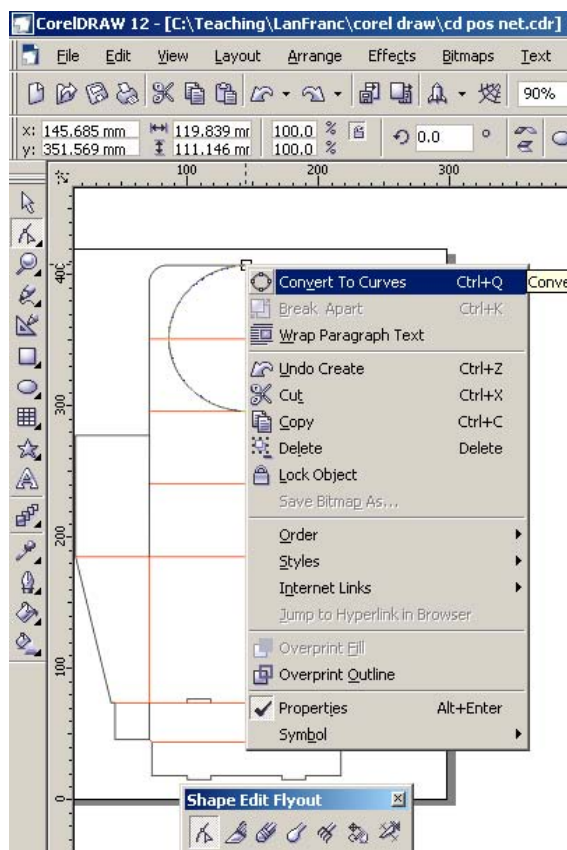 CorelDRAW 12 - [C:\Teaching\LanFranc\corel draw\cd pos net.cdr]
File Edit View Layout Arrange Effects Bitmaps Text
90%
x: 145.685 mm 119.839 mr 100.0 % 0.0 °
y: 351.569 mm 111.146 mr 100.0 %
100 200 300
400
300
200
100
0
Convert To Curves Ctrl+Q Conve
Break Apart Ctrl+K
Wrap Paragraph Text
Undo Create Ctrl+Z
Cut Ctrl+X
Copy Ctrl+C
Delete Delete
Lock Object
Save Bitmap As...
Order
Styles
Internet Links
Jump to Hyperlink in Browser
Overprint Fill
Overprint Outline
Properties Alt+Enter
Symbol
Shape Edit Flyout